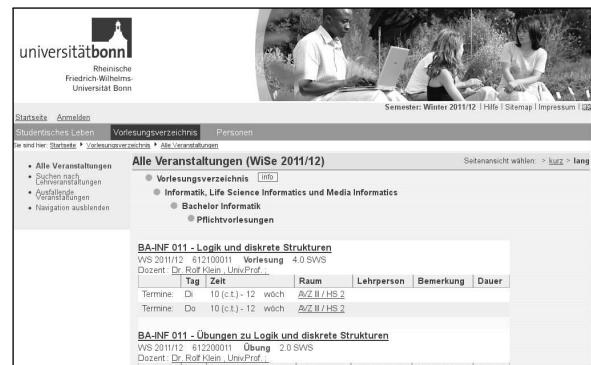 universitätbonn
Rheinische
Friedrich-Wilhelms-
Universität Bonn
Semester: Winter 2011/12 | Hilfe | Sitemap | Impressum |
Startseite Anmelden
Studentisches Leben Vorlesungsverzeichnis Personen
Sie sind hier: Startseite Vorlesungsverzeichnis Alle Veranstaltungen
Alle Veranstaltungen
Suchen nach
Lehrveranstaltungen
Ausfallende
Veranstaltungen
Navigation ausblenden
Alle Veranstaltungen (WiSe 2011/12) Seitenansicht wählen: > kurz > lang
Vorlesungsverzeichnis info
Informatik, Life Science Informatics und Media Informatics
Bachelor Informatik
Pflichtvorlesungen
BA-INF 011 - Logik und diskrete Strukturen
WS 2011/12 612100011 Vorlesung 4.0 SWS
Dozent: Dr. Rolf Klein , Univ.Prof. ;
Tag Zeit Raum Lehrperson Bemerkung Dauer
Termine: Di 10 (c.t.) - 12 wöch AVZ III / HS 2
Termine: Do 10 (c.t.) - 12 wöch AVZ III / HS 2
BA-INF 011 - Übungen zu Logik und diskrete Strukturen
WS 2011/12 612200011 Übung 2.0 SWS
Dozent: Dr. Rolf Klein , Univ.Prof. ;